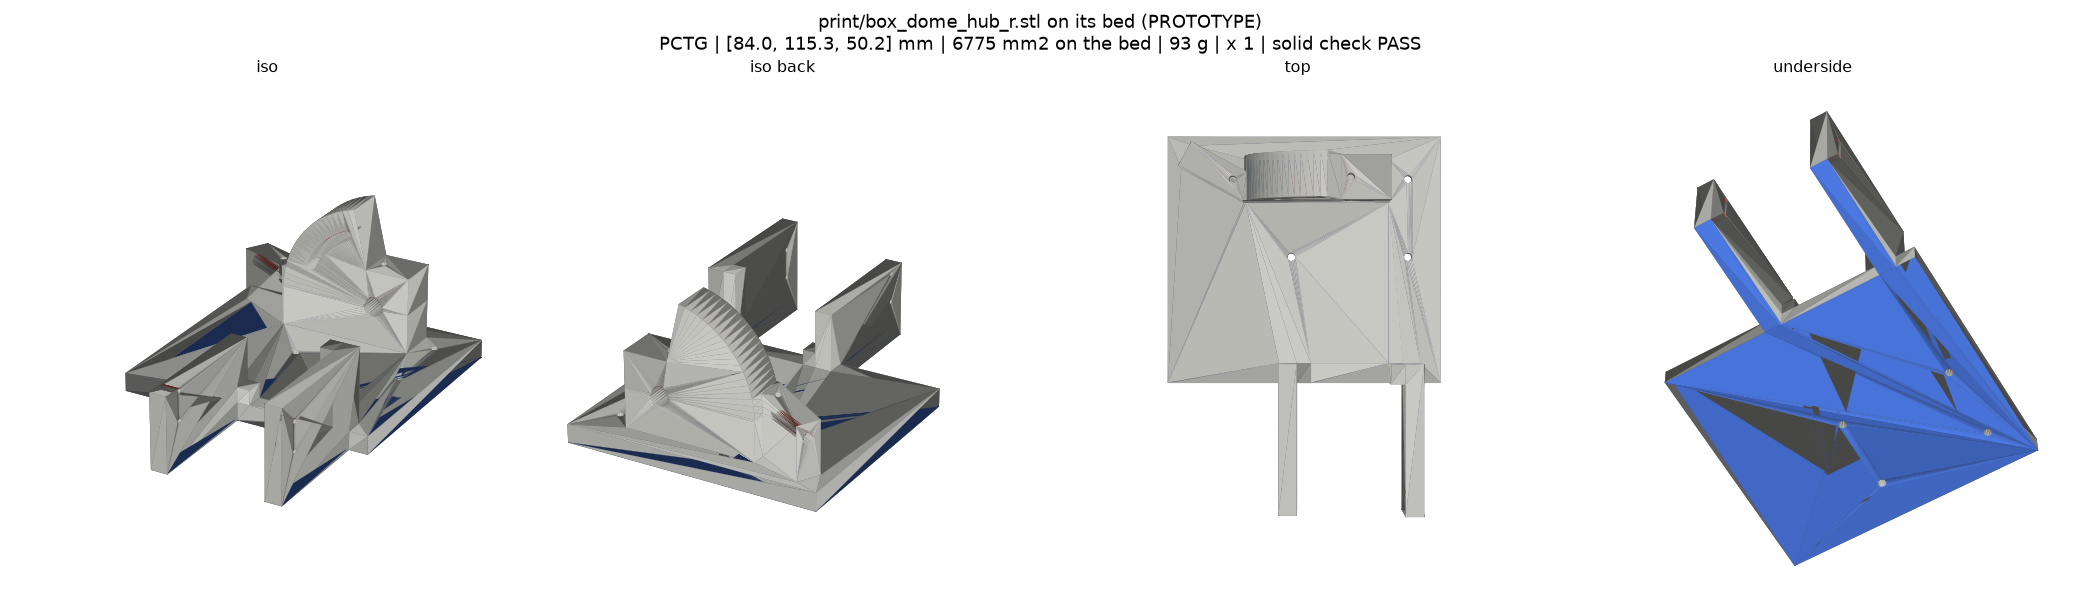 print/box_dome_hub_r.stl on its bed (PROTOTYPE)
PCTG | [84.0, 115.3, 50.2] mm | 6775 mm2 on the bed | 93 g | x 1 | solid check PASS
iso
iso back
top
underside